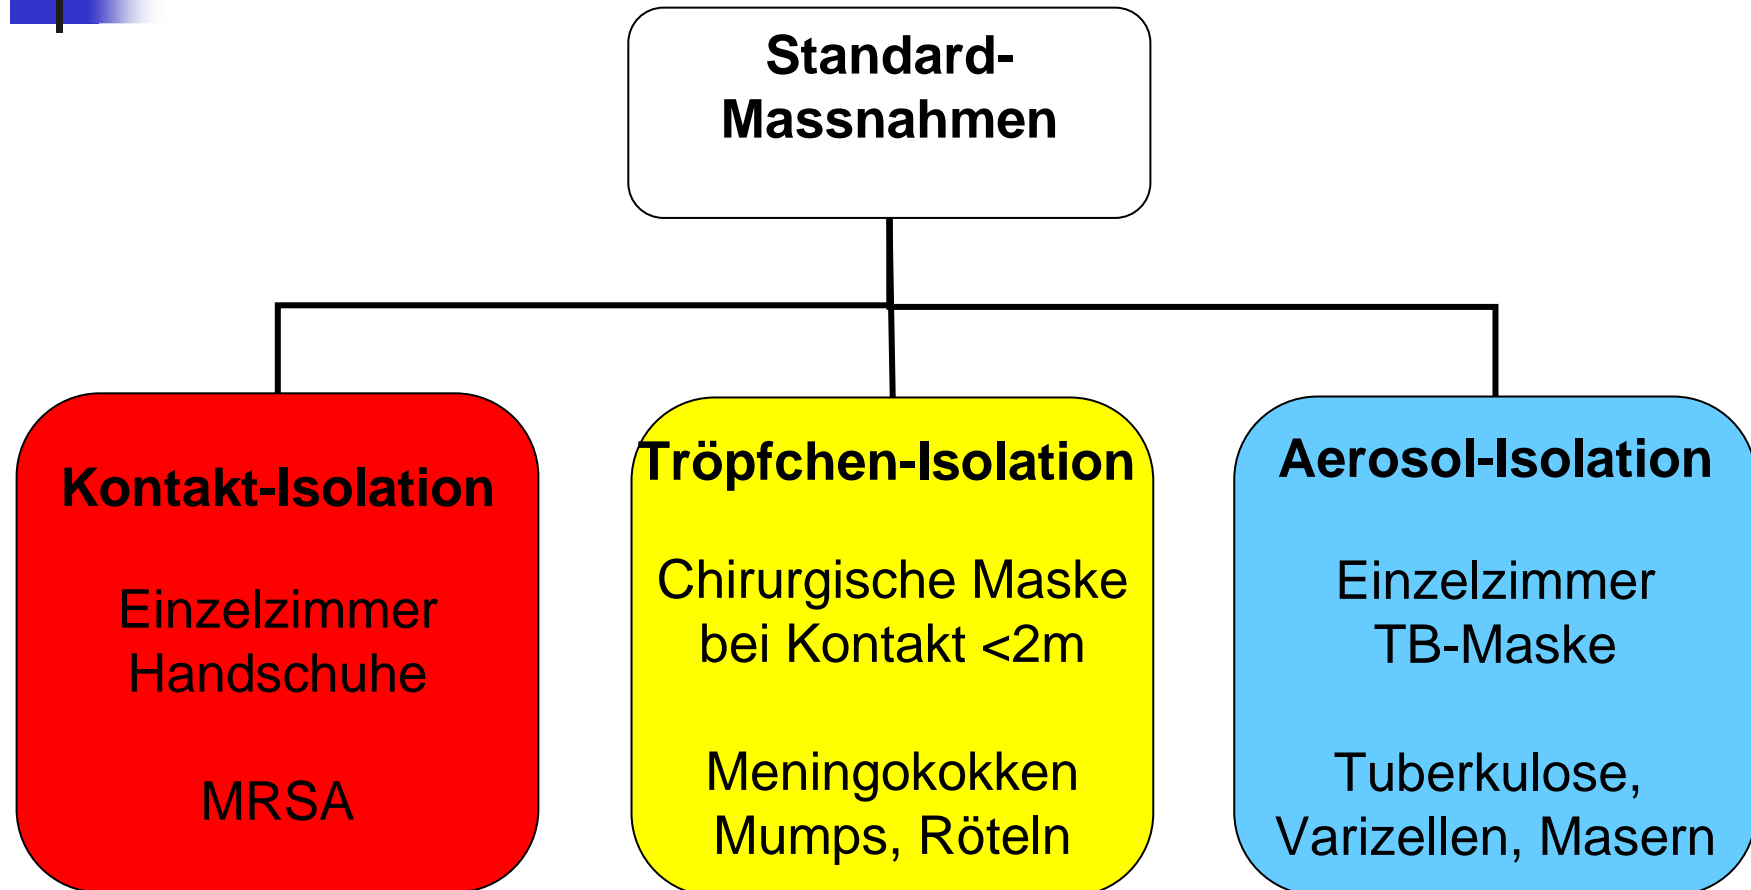 Standard-
Massnahmen
Kontakt-Isolation
Einzelzimmer
Handschuhe
MRSA
Tröpfchen-Isolation
Chirurgische Maske
bei Kontakt <2m
Meningokokken
Mumps, Röteln
Aerosol-Isolation
Einzelzimmer
TB-Maske
Tuberkulose,
Varizellen, Masern